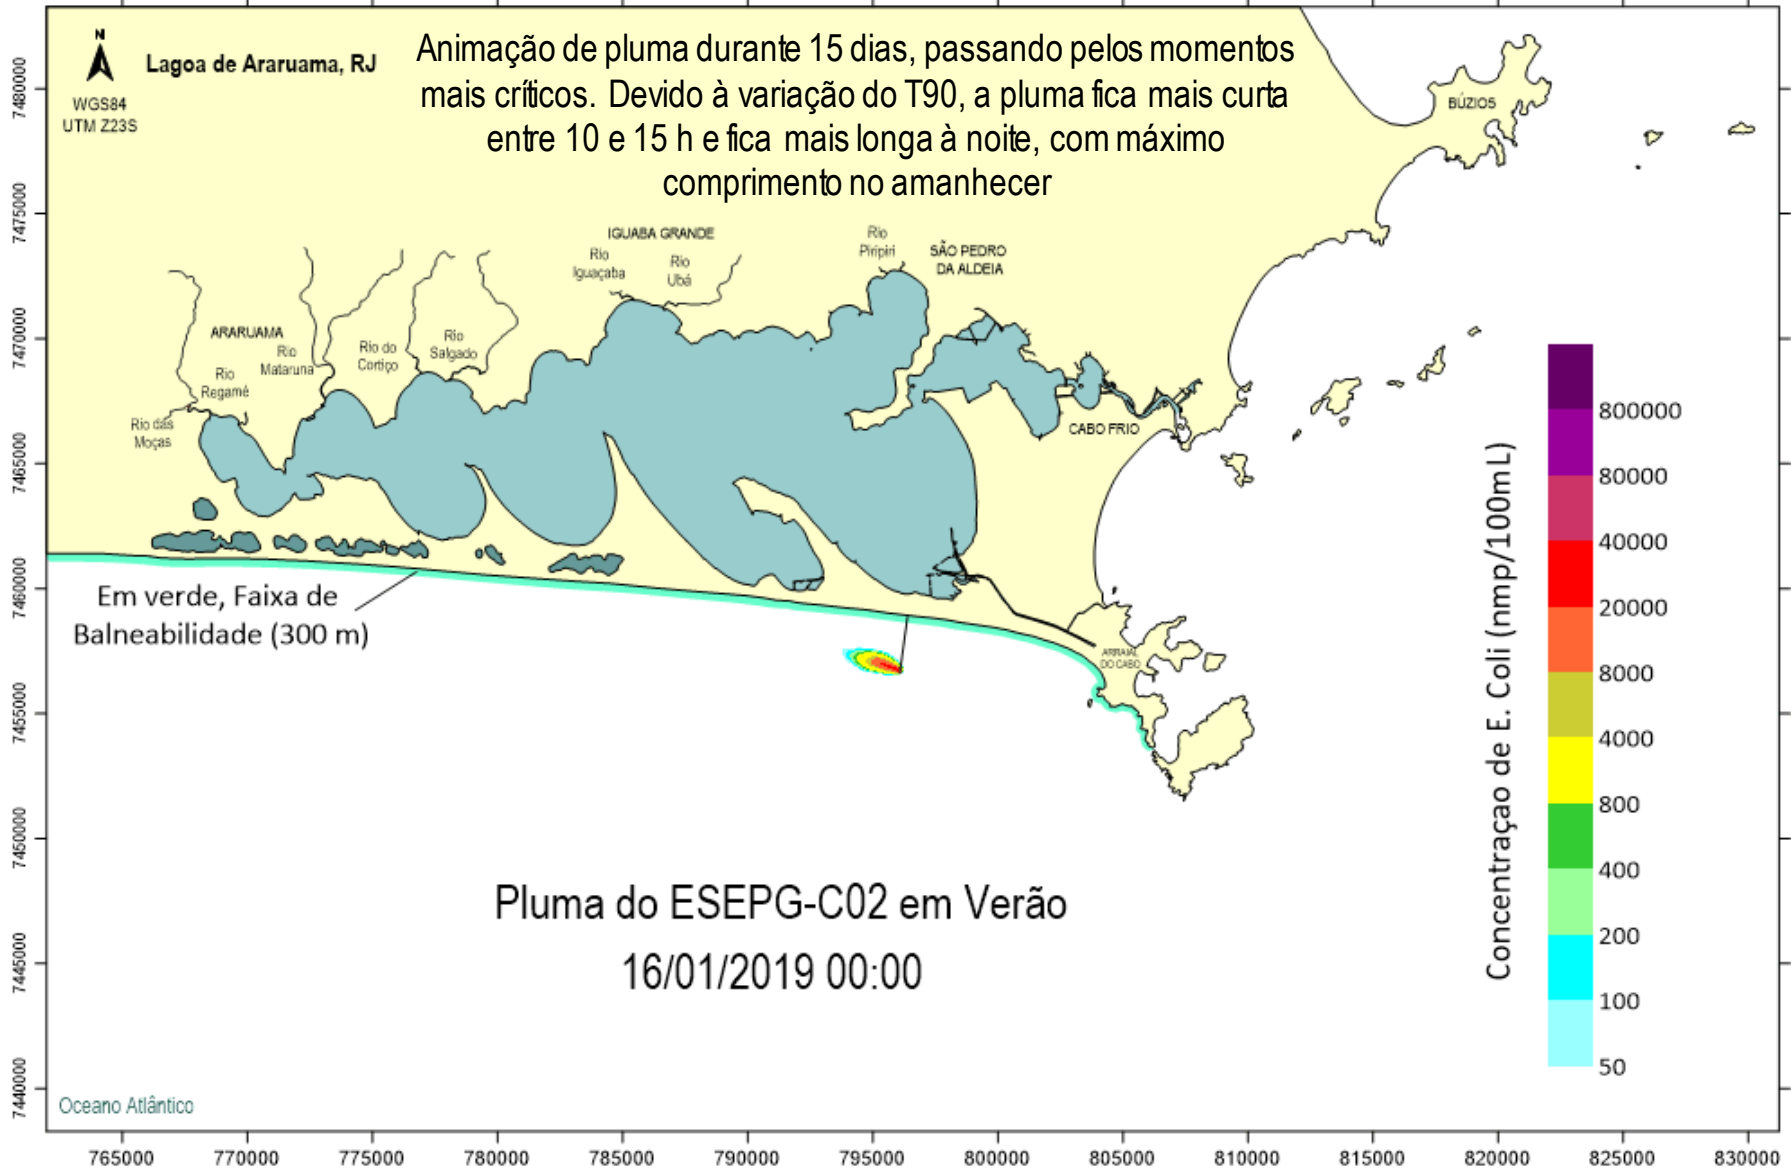 N
Lagoa de Araruama, RJ
WGS84
UTM Z23S
Animação de pluma durante 15 dias, passando pelos momentos
mais críticos. Devido à variação do T90, a pluma fica mais curta
entre 10 e 15 h e fica mais longa à noite, com máximo
comprimento no amanhecer
BÚZIOS
IGUABA GRANDE
Rio
Iguaçaba
Rio
Ubá
Rio
Piripiri
SÃO PEDRO
DA ALDEIA
ARARUAMA
Rio
Mataruna
Rio do
Cortiço
Rio
Salgado
Rio
Regamé
Rio das
Moças
CABO FRIO
ARRAIAL
DO CABO
Em verde, Faixa de
Balneabilidade (300 m)
Pluma do ESEPG-C02 em Verão
16/01/2019 00:00
Oceano Atlântico
Concentraçao de E. Coli (nmp/100mL)
800000
80000
40000
20000
8000
4000
800
400
200
100
50
7480000
7475000
7470000
7465000
7460000
7455000
7450000
7445000
7440000
765000
770000
775000
780000
785000
790000
795000
800000
805000
810000
815000
820000
825000
830000